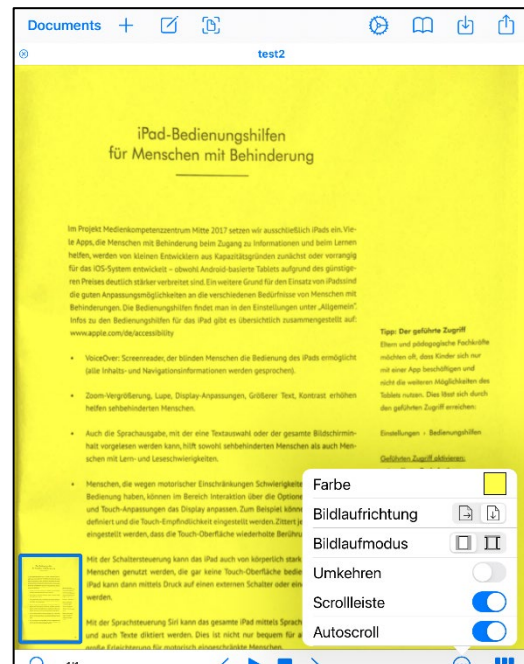 Documents
test2
iPad-Bedienungshilfen
für Menschen mit Behinderung
Im Projekt Medienkompetenzzentrum Mitte 2017 setzen wir ausschließlich iPads ein. Vie-
le Apps, die Menschen mit Behinderung beim Zugang zu Informationen und beim Lernen
helfen, werden von kleinen Entwicklern aus Kapazitätsgründen zunächst oder vorrangig
für das iOS-System entwickelt – obwohl Android-basierte Tablets aufgrund des günstige-
ren Preises deutlich stärker verbreitet sind. Ein weitere Grund für den Einsatz von iPadssind
die guten Anpassungsmöglichkeiten an die verschiedenen Bedürfnisse von Menschen mit
Behinderungen. Die Bedienungshilfen findet man in den Einstellungen unter „Allgemein“.
Infos zu den Bedienungshilfen für das iPad gibt es übersichtlich zusammengestellt auf:
www.apple.com/de/accessibility
• VoiceOver: Screenreader, der blinden Menschen die Bedienung des iPads ermöglicht
(alle Inhalts- und Navigationsinformationen werden gesprochen).
• Zoom-Vergrößerung, Lupe, Display-Anpassungen, Größerer Text, Kontrast erhöhen
helfen sehbehinderten Menschen.
• Auch die Sprachausgabe, mit der eine Textauswahl oder der gesamte Bildschirmin-
halt vorgelesen werden kann, hilft sowohl sehbehinderten Menschen als auch Men-
schen mit Lern- und Leseschwierigkeiten.
• Menschen, die wegen motorischer Einschränkungen Schwierigkeite
Bedienung haben, können im Bereich Interaktion über die Optione
und Touch-Anpassungen das Display anpassen. Zum Beispiel könne
definiert und die Touch-Empfindlichkeit eingestellt werden. Zittert je
eingestellt werden, dass die Touch-Oberfläche wiederholte Berühru
Mit der Schaltersteuerung kann das iPad auch von körperlich stark
Menschen genutzt werden, die gar keine Touch-Oberfläche bedie
iPad kann dann mittels Druck auf einen externen Schalter oder eine
werden.
Mit der Sprachsteuerung Siri kann das gesamte iPad mittels Sprach
und auch Texte diktiert werden. Dies ist nicht nur bequem für a
große Erleichterung für motorisch eingeschränkte Menschen.
Tipp: Der geführte Zugriff
Eltern und pädagogische Fachkräfte
möchten oft, dass Kinder sich nur
mit einer App beschäftigen und
nicht die weiteren Möglichkeiten des
Tablets nutzen. Dies lässt sich durch
den geführten Zugriff erreichen:
Einstellungen › Bedienungshilfen
Geführten Zugriff aktivieren:
Farbe
Bildlaufrichtung
Bildlaufmodus
Umkehren
Scrollleiste
Autoscroll
1/1